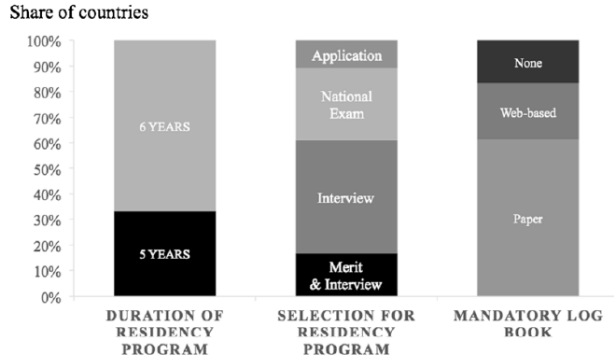 Share of countries
100%
90%
80%
70%
60%
50%
40%
30%
20%
10%
0%
6 YEARS
5 YEARS
Application
National
Exam
Interview
Merit
& Interview
None
Web-based
Paper
DURATION OF
RESIDENCY
PROGRAM
SELECTION FOR
RESIDENCY
PROGRAM
MANDATORY LOG
BOOK